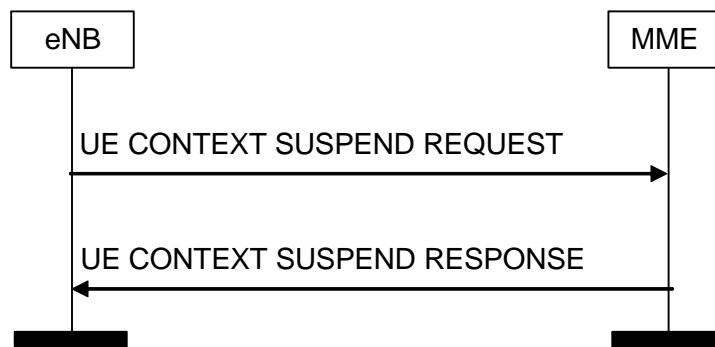 eNB
MME
UE CONTEXT SUSPEND REQUEST
UE CONTEXT SUSPEND RESPONSE